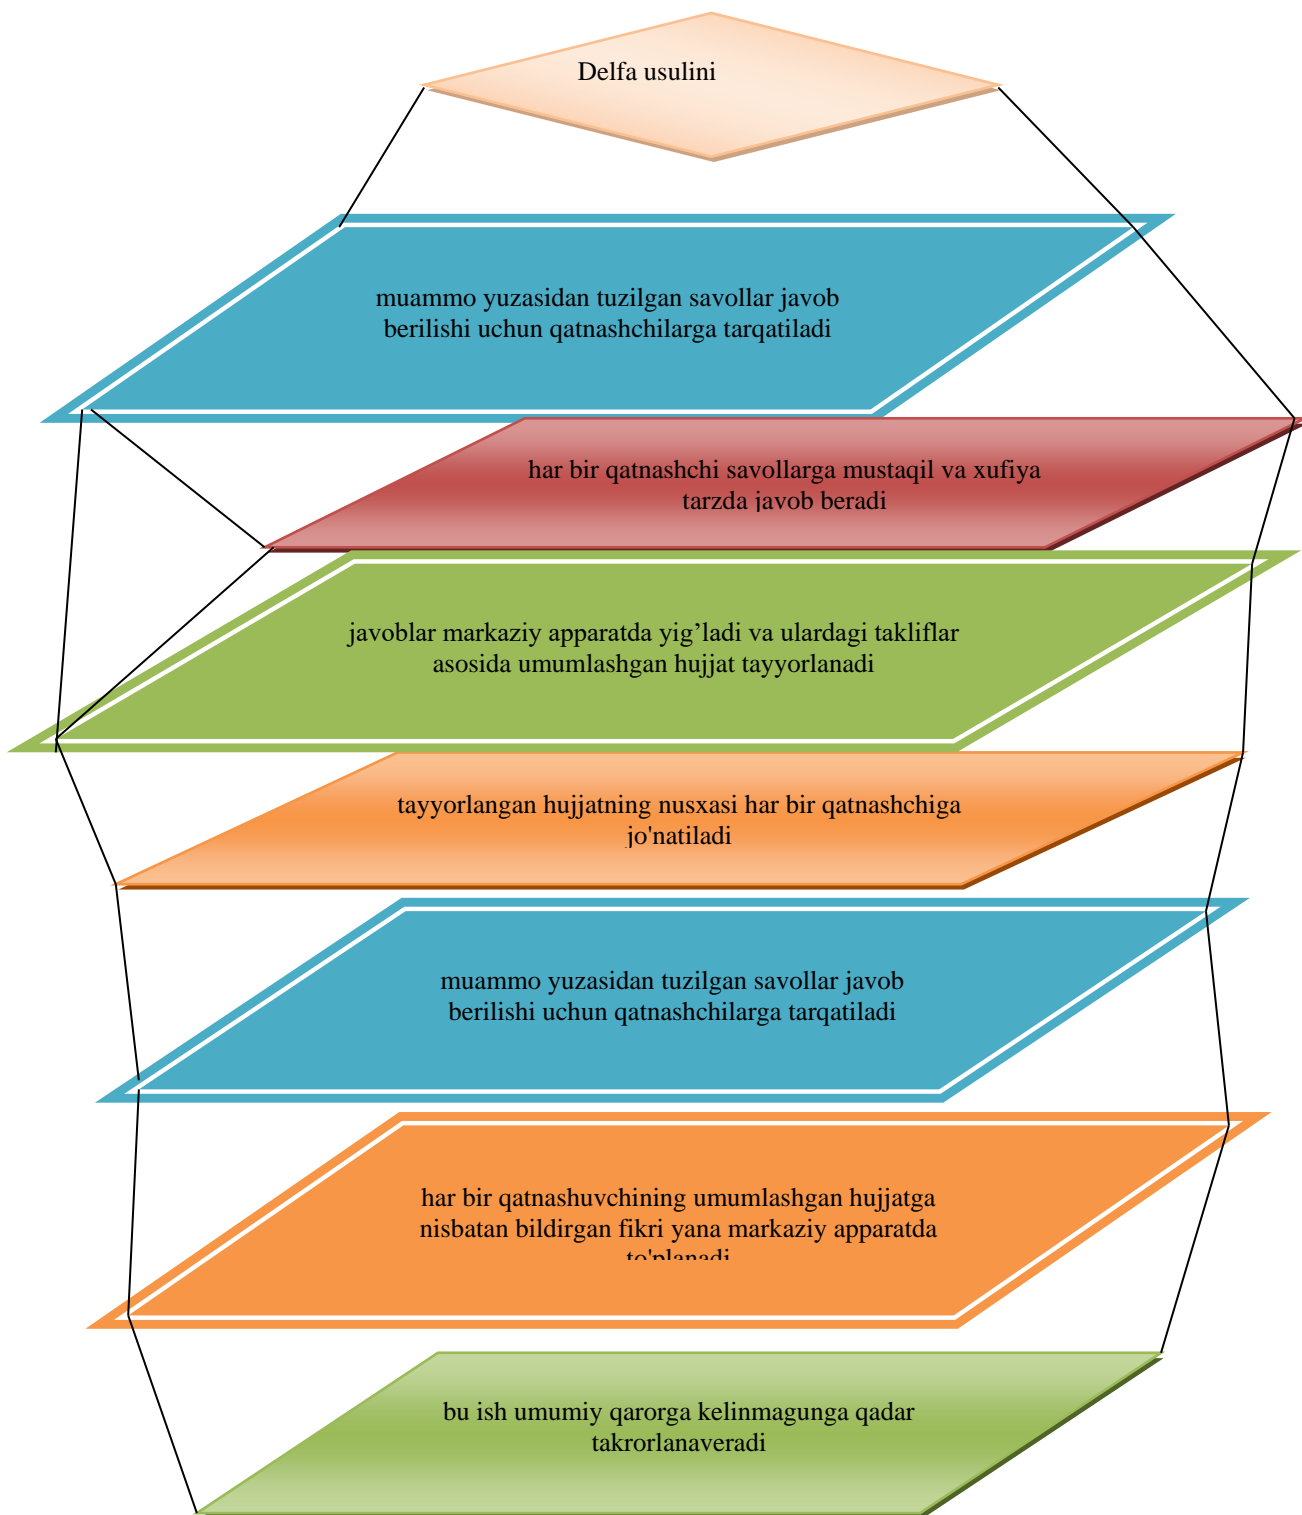 Delfa usulini
muammo yuzasidan tuzilgan savollar javob
berilishi uchun qatnashchilarga tarqatiladi
har bir qatnashchi savollarga mustaqil va xufiya
tarzda javob beradi
javoblar markaziy apparatda yig’ladi va ulardagi takliflar
asosida umumlashgan hujjat tayyorlanadi
tayyorlangan hujjatning nusxasi har bir qatnashchiga
jo'natiladi
muammo yuzasidan tuzilgan savollar javob
berilishi uchun qatnashchilarga tarqatiladi
har bir qatnashuvchining umumlashgan hujjatga
nisbatan bildirgan fikri yana markaziy apparatda
to'planadi
bu ish umumiy qarorga kelinmagunga qadar
takrorlanaveradi